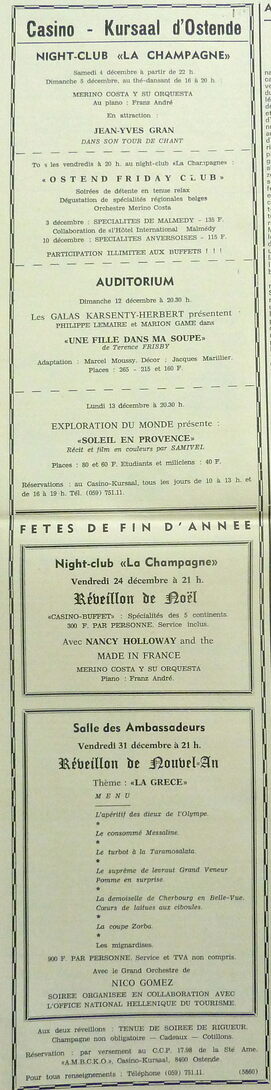 Casino - Kursaal d'Ostende
NIGHT-CLUB «LA CHAMPAGNE»
Samedi 4 décembre à partir de 22 h.
Dimanche 5 décembre, au thé-dansant de 16 à 20 h. :
MERINO COSTA Y SU ORQUESTA
Au piano : Franz André
En attraction :
JEAN-YVES GRAN
DANS SON TOUR DE CHANT
To s les vendredis à 20 h. au night-club «La Champagne» :
« OSTEND FRIDAY CLUB »
Soirées de détente en tenue relax
Dégustation de spécialités régionales belges
Orchestre Merino Costa
3 décembre : SPECIALITES DE MALMEDY - 135 F.
Collaboration de l'Hôtel International Malmédy
10 décembre : SPECIALITES ANVERSOISES - 115 F.
PARTICIPATION ILLIMITEE AUX BUFFETS ! ! !
AUDITORIUM
Dimanche 12 décembre à 20.30 h.
Les GALAS KARSENTY-HERBERT présentent
PHILIPPE LEMAIRE et MARION GAME dans
«UNE FILLE DANS MA SOUPE»
de Terence FRISBY
Adaptation : Marcel Moussy. Décor : Jacques Marillier.
Places : 265 - 215 et 160 F.
Lundi 13 décembre à 20.30 h.
EXPLORATION DU MONDE présente :
«SOLEIL EN PROVENCE»
Récit et film en couleurs par SAMIVEL
Places : 80 et 60 F. Etudiants et miliciens : 40 F.
Réservations : au Casino-Kursaal, tous les jours de 10 à 13 h. et
de 16 à 19 h. Tél. (059) 751.11.
FETES DE FIN D'ANNEE
Night-club «La Champagne»
Vendredi 24 décembre à 21 h.
Réveillon de Noël
«CASINO-BUFFET» : Spécialités des 5 continents.
300 F. PAR PERSONNE. Service inclus.
Avec NANCY HOLLOWAY and the
MADE IN FRANCE
MERINO COSTA Y SU ORQUESTA
Piano : Franz André.
Salle des Ambassadeurs
Vendredi 31 décembre à 21 h.
Réveillon de Nouvel-An
Thème : «LA GRECE»
MENU
L'apéritif des dieux de l'Olympe.
*
Le consommé Messaline.
*
Le turbot à la Taramosalata.
*
Le suprême de levraut Grand Veneur
Pomme en surprise.
*
La demoiselle de Cherbourg en Belle-Vue.
Cœurs de laitues aux ciboules.
*
La coupe Zorba.
*
Les mignardises.
900 F. PAR PERSONNE. Service et TVA non compris.
Avec le Grand Orchestre de
NICO GOMEZ
SOIREE ORGANISEE EN COLLABORATION AVEC
L'OFFICE NATIONAL HELLENIQUE DU TOURISME.
Aux deux réveillons : TENUE DE SOIREE DE RIGUEUR.
Champagne non obligatoire — Cadeaux — Cotillons.
Réservation : par versement au C.C.P. 17.98 de la Sté Ame.
«A.M.B.C.K.O.», Casino-Kursaal, 8400 Ostende.
Pour tous renseignements : Téléphone (059) 751.11.
(5860)